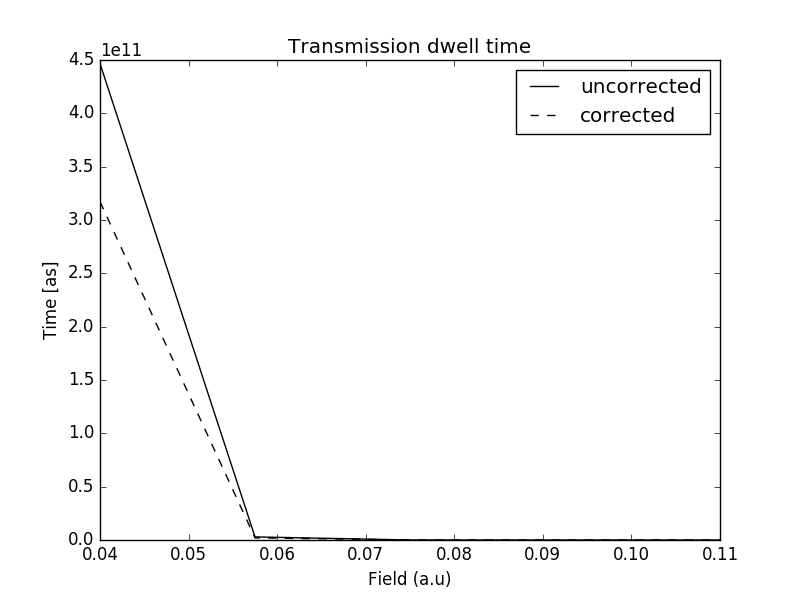 Transmission dwell time
1e11
uncorrected
corrected
4.5
4.0
3.5
3.0
2.5
2.0
1.5
1.0
0.5
0.0
Time [as]
0.04 0.05 0.06 0.07 0.08 0.09 0.10 0.11
Field (a.u)